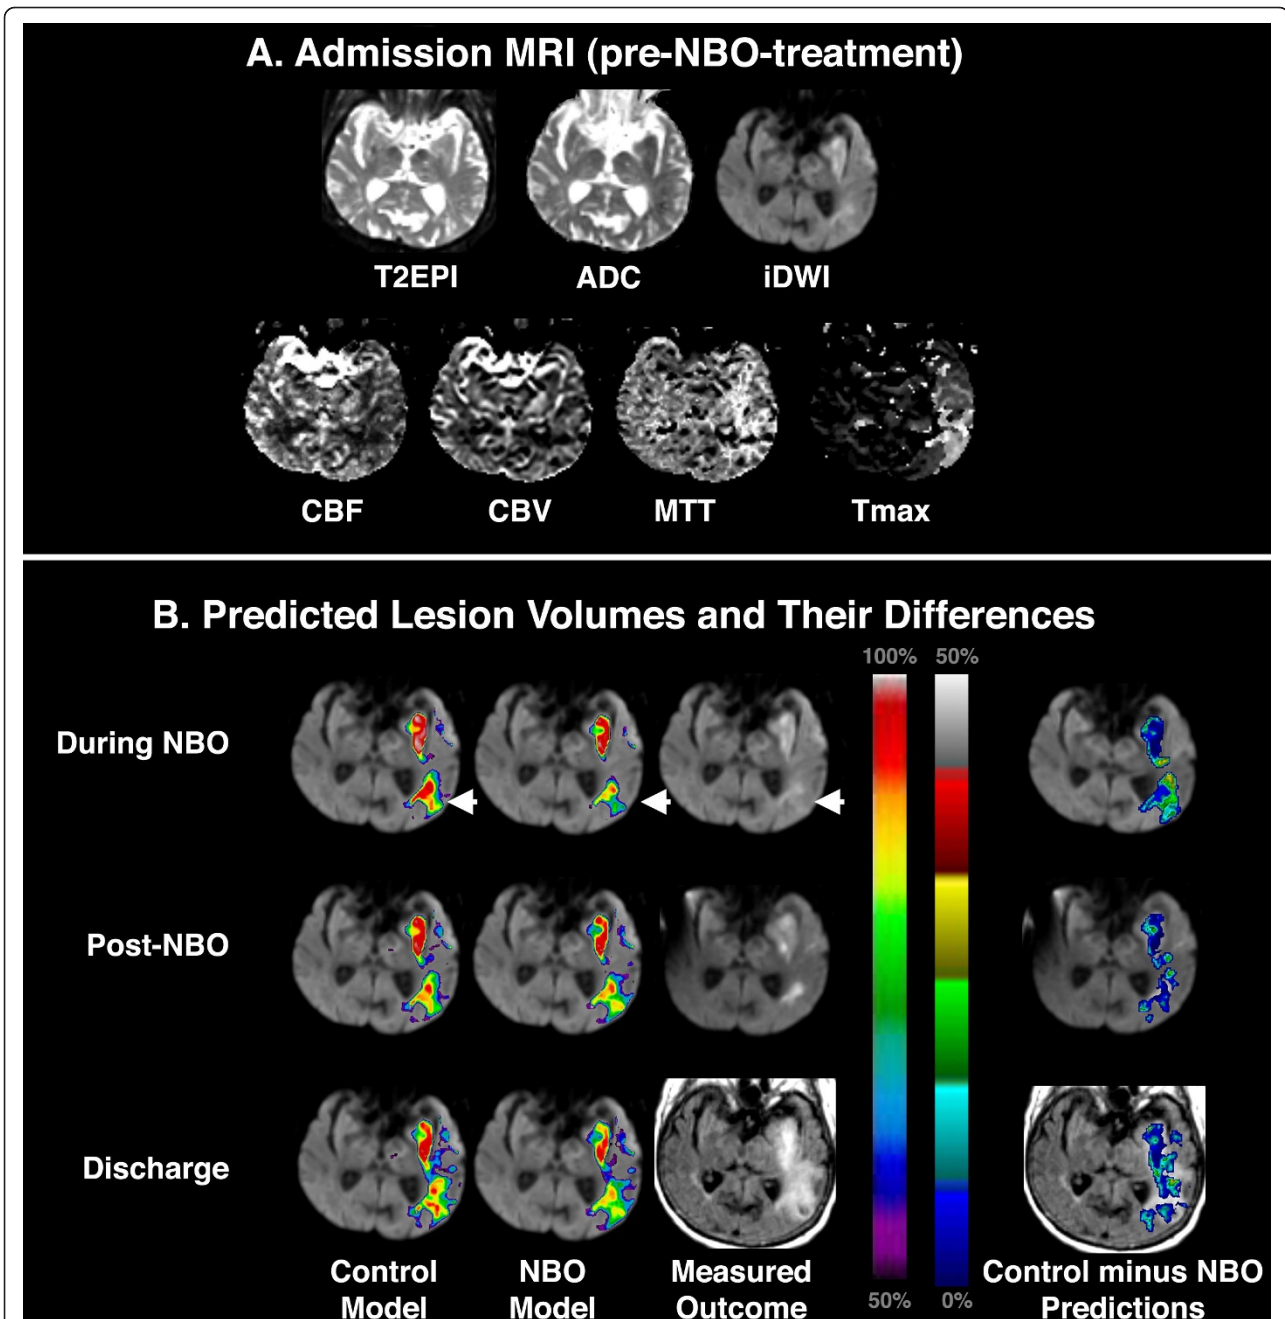 A. Admission MRI (pre-NBO-treatment)
T2EPI ADC iDWI
CBF CBV MTT Tmax
B. Predicted Lesion Volumes and Their Differences
100% 50%
During NBO
Post-NBO
Discharge
Control Model
NBO Model
Measured Outcome
50% 0%
Control minus NBO
Predictions